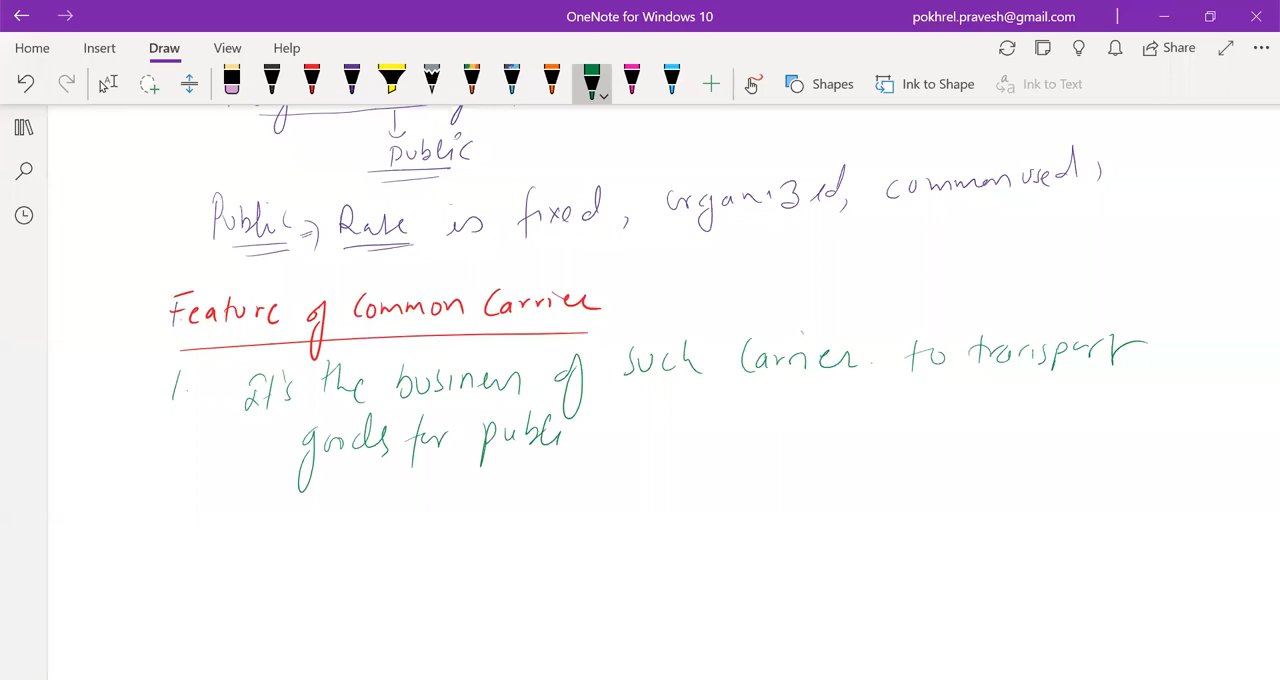 OneNote for Windows 10
pokhrel.pravesh@gmail.com
Home Insert Draw View Help
Share
Shapes Ink to Shape Ink to Text
public
Public => Rate is fixed, organized, common used,
Feature of Common Carrier
1. It's the business of such Carrier. to transport
goods for publi